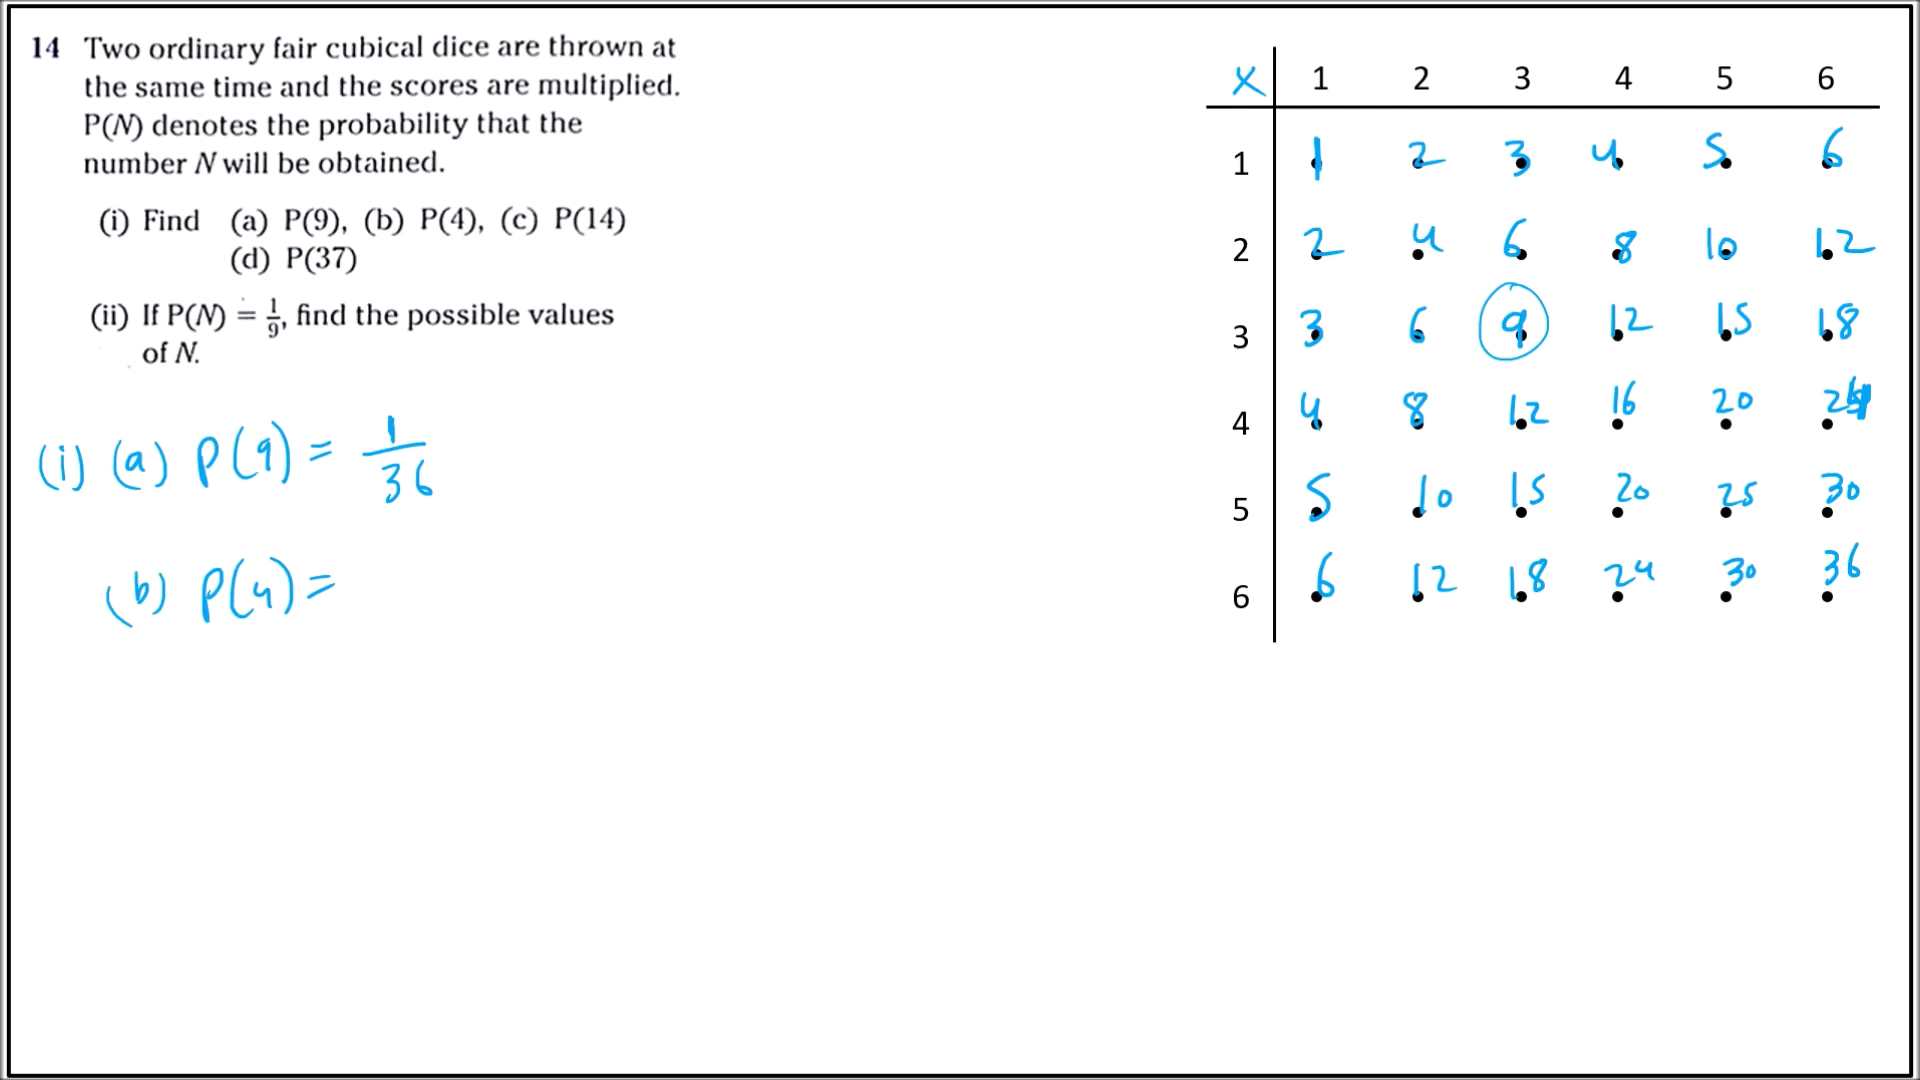 14 Two ordinary fair cubical dice are thrown at
the same time and the scores are multiplied.
P(N) denotes the probability that the
number N will be obtained.
(i) Find (a) P(9), (b) P(4), (c) P(14)
(d) P(37)
(ii) If P(N) = 1/9, find the possible values
of N.
(i) (a) P(9) = 1/36
(b) P(4) =
× 1 2 3 4 5 6
1 1 2 3 4 5 6
2 2 4 6 8 10 12
3 3 6 9 12 15 18
4 4 8 12 16 20 24
5 5 10 15 20 25 30
6 6 12 18 24 30 36